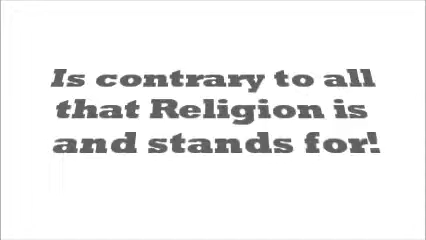 Is contrary to all
that Religion is
and stands for!